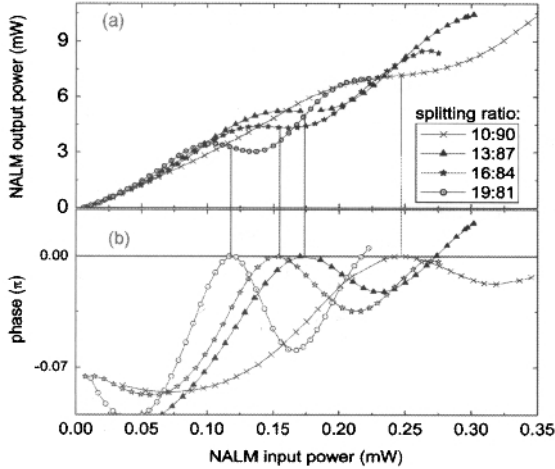 (a)
NALM output power (mW)
9
6
3
0
splitting ratio:
10:90
13:87
16:84
19:81
(b)
phase (π)
0.00
-0.07
0.00 0.05 0.10 0.15 0.20 0.25 0.30 0.35
NALM input power (mW)